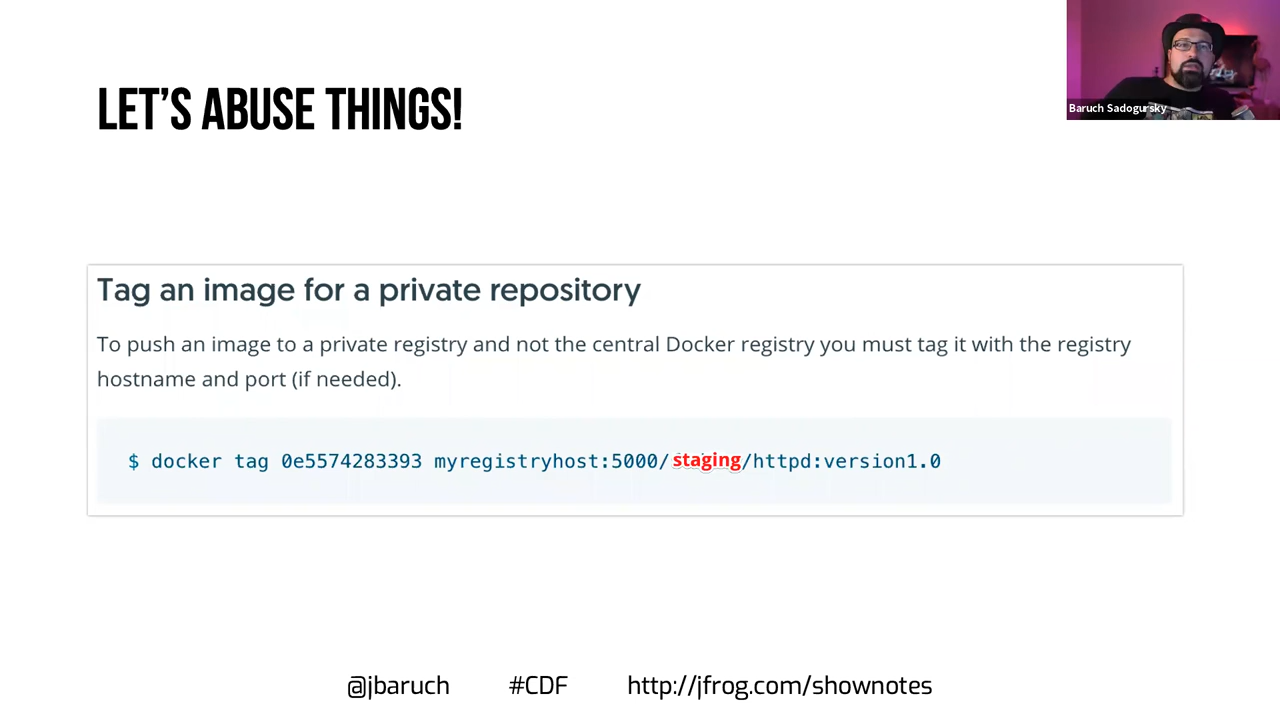 LET'S ABUSE THINGS!
Baruch Sadogursky
Tag an image for a private repository
To push an image to a private registry and not the central Docker registry you must tag it with the registry
hostname and port (if needed).
$ docker tag 0e5574283393 myregistryhost:5000/staging/httpd:version1.0
@jbaruch #CDF http://jfrog.com/shownotes